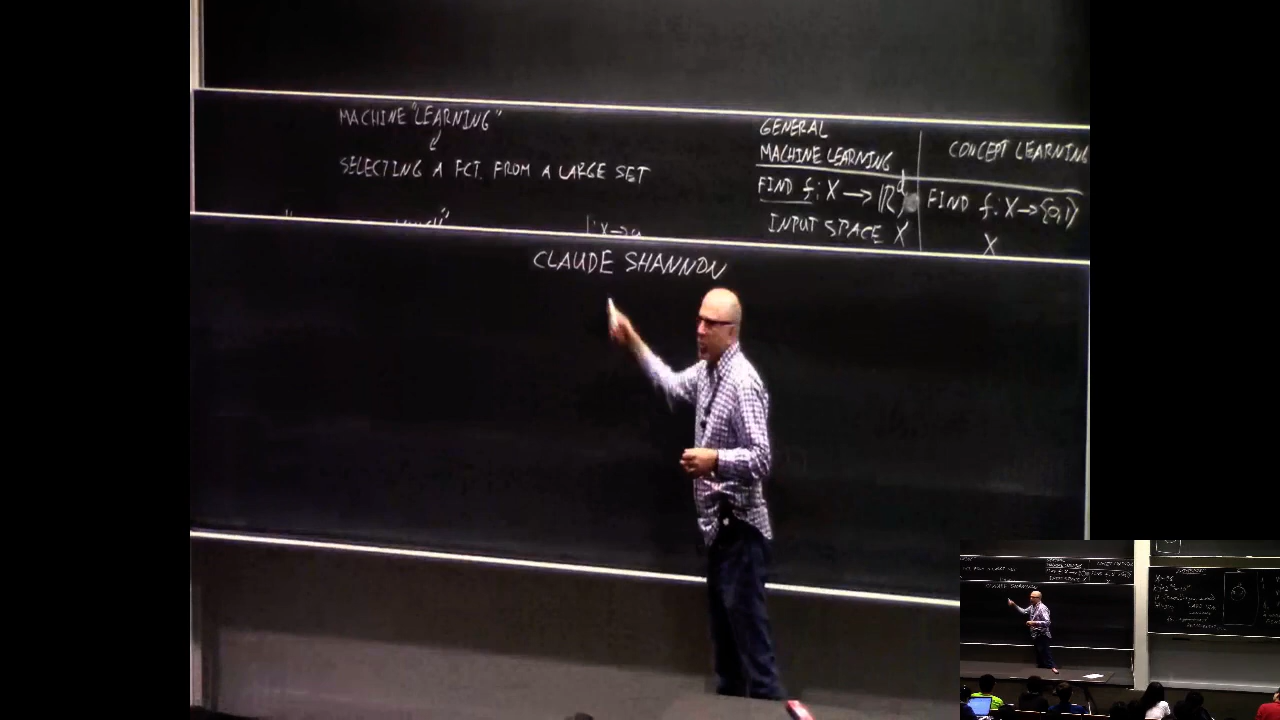 MACHINE "LEARNING"
SELECTING A FCT. FROM A LARGE SET
GENERAL
MACHINE LEARNING
CONCEPT LEARNING
FIND f: X → ℝᵈ
FIND f: X → {0,1}
INPUT SPACE X
X
CLAUDE SHANNON